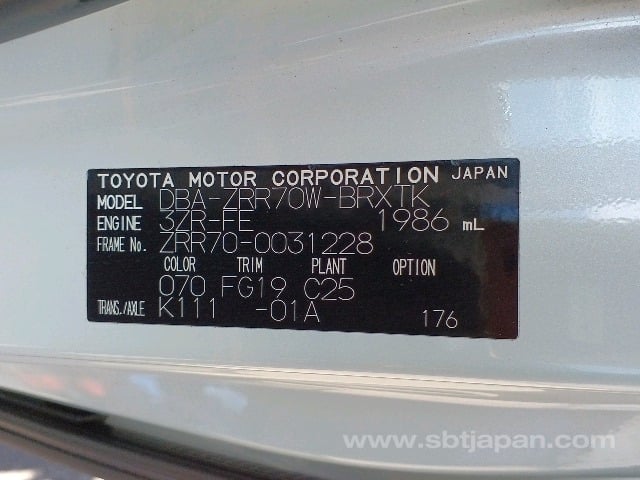 TOYOTA MOTOR CORPORATION JAPAN
MODEL DBA-ZRR70W-BRXTK
ENGINE 3ZR-FE 1986 mL
FRAME No. ZRR70-0031228
COLOR TRIM PLANT OPTION
070 FG19 C25
TRANS./AXLE K111 -01A 176
www.sbtjapan.com